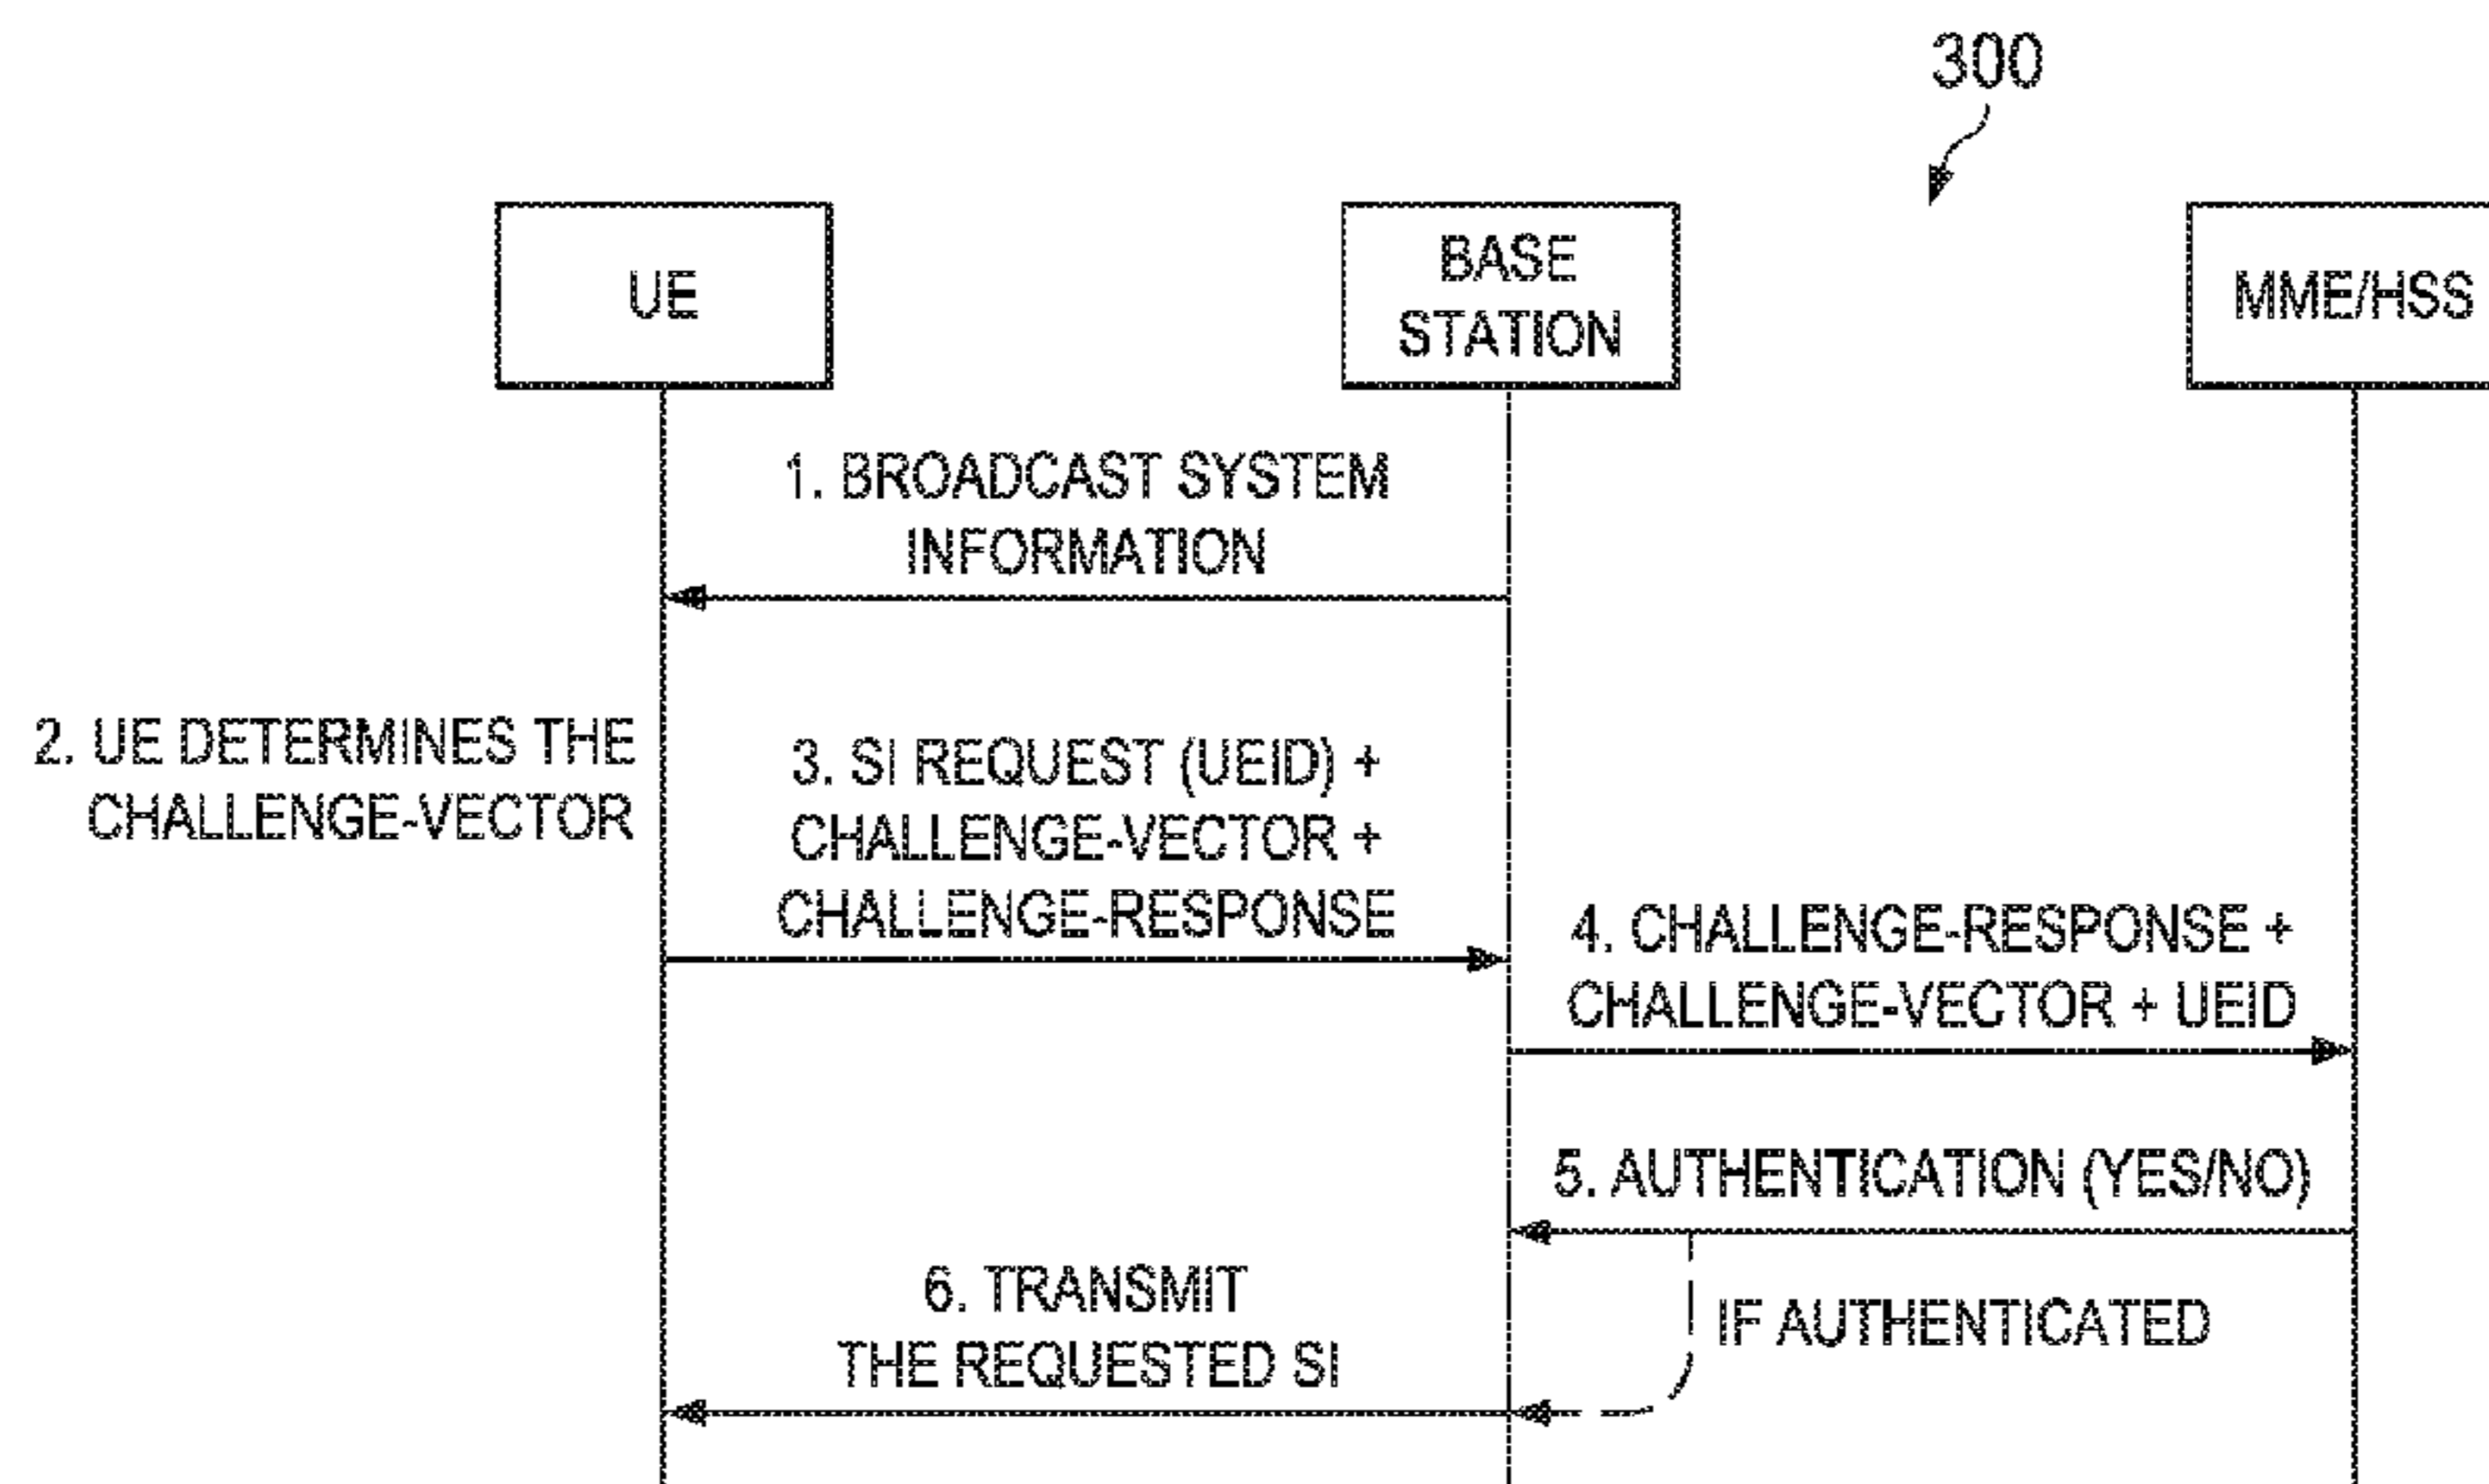 300
UE
BASE
STATION
MME/HSS
1. BROADCAST SYSTEM
INFORMATION
2. UE DETERMINES THE
CHALLENGE-VECTOR
3. SI REQUEST (UEID) +
CHALLENGE-VECTOR +
CHALLENGE-RESPONSE
4. CHALLENGE-RESPONSE +
CHALLENGE-VECTOR + UEID
5. AUTHENTICATION (YES/NO)
6. TRANSMIT
THE REQUESTED SI
IF AUTHENTICATED